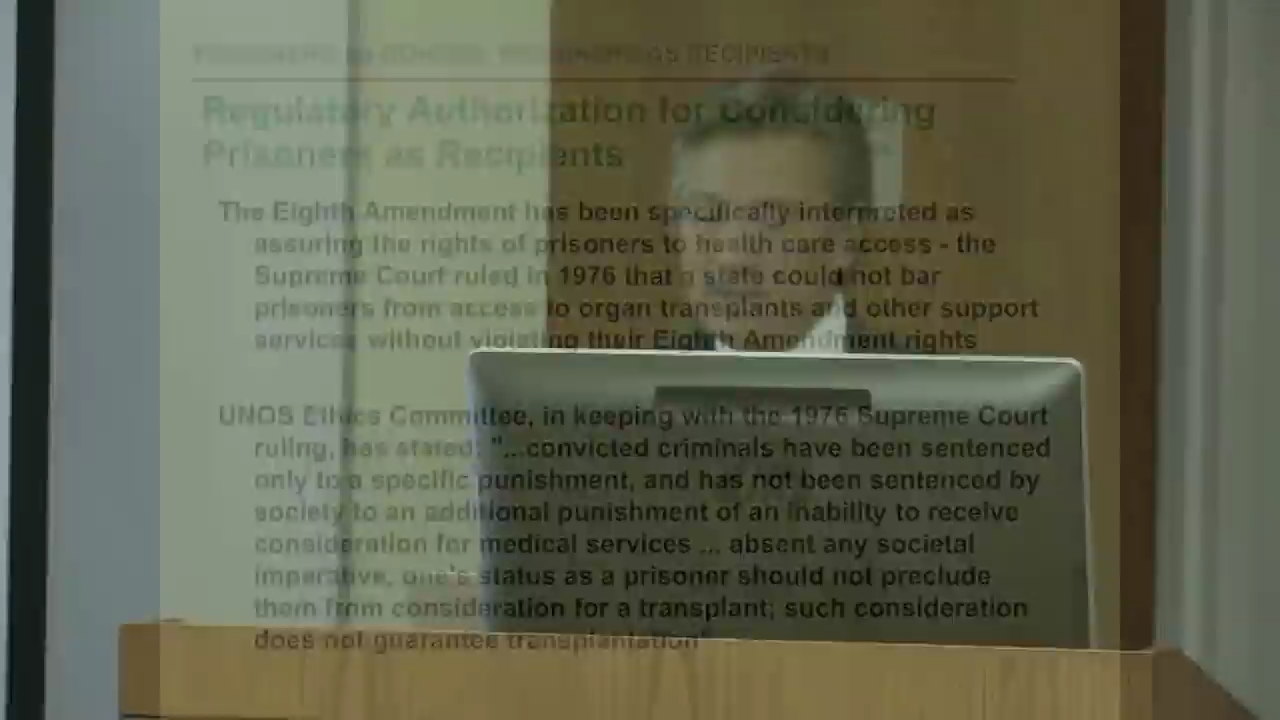 Regulatory Authorization for Considering
Prisoners as Recipients
The Eighth Amendment has been specifically interpreted as
assuring the rights of prisoners to health care access - the
Supreme Court ruled in 1976 that a state could not bar
prisoners from access to organ transplants and other support
services without violating their Eighth Amendment rights
UNOS Ethics Committee, in keeping with the 1976 Supreme Court
ruling, has stated: "...convicted criminals have been sentenced
only to a specific punishment, and has not been sentenced by
society to an additional punishment of an inability to receive
consideration for medical services ... absent any societal
imperative, one's status as a prisoner should not preclude
them from consideration for a transplant; such consideration
does not guarantee transplantation"